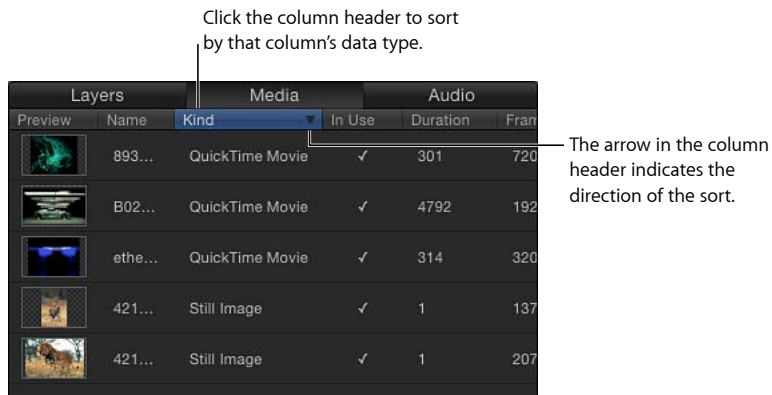 Click the column header to sort
by that column's data type.
Layers Media Audio
Preview Name Kind In Use Duration Fram
893... QuickTime Movie ✓ 301 720
B02... QuickTime Movie ✓ 4792 192
ethe... QuickTime Movie ✓ 314 320
421... Still Image ✓ 1 137
421... Still Image ✓ 1 207
The arrow in the column
header indicates the
direction of the sort.